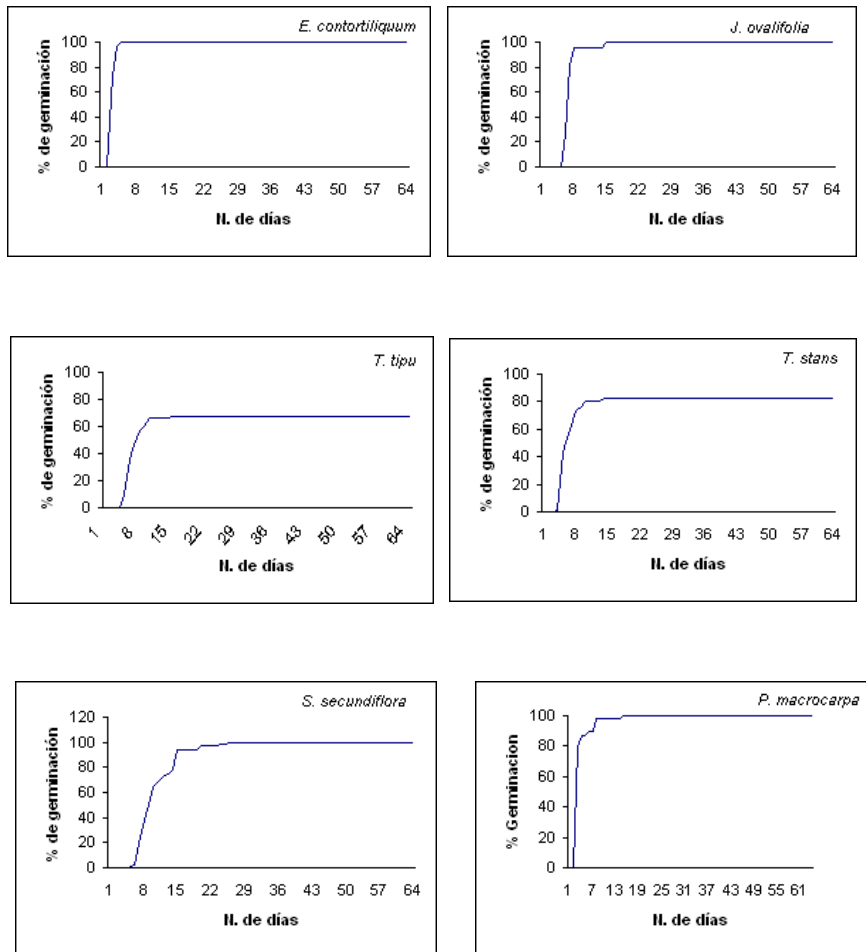 E. contortiliquum
% de germinación
100
80
60
40
20
0
1 8 15 22 29 36 43 50 57 64
N. de días
J. ovalifolia
% de germinación
100
80
60
40
20
0
1 8 15 22 29 36 43 50 57 64
N. de días
T. tipu
% de germinación
100
80
60
40
20
0
1 8 15 22 29 36 43 50 57 64
N. de días
T. stans
% de germinación
100
80
60
40
20
0
1 8 15 22 29 36 43 50 57 64
N. de días
S. secundiflora
% de germinación
120
100
80
60
40
20
0
1 8 15 22 29 36 43 50 57 64
N. de días
P. macrocarpa
% Germinacion
100
80
60
40
20
0
1 7 13 19 25 31 37 43 49 55 61
N. de días